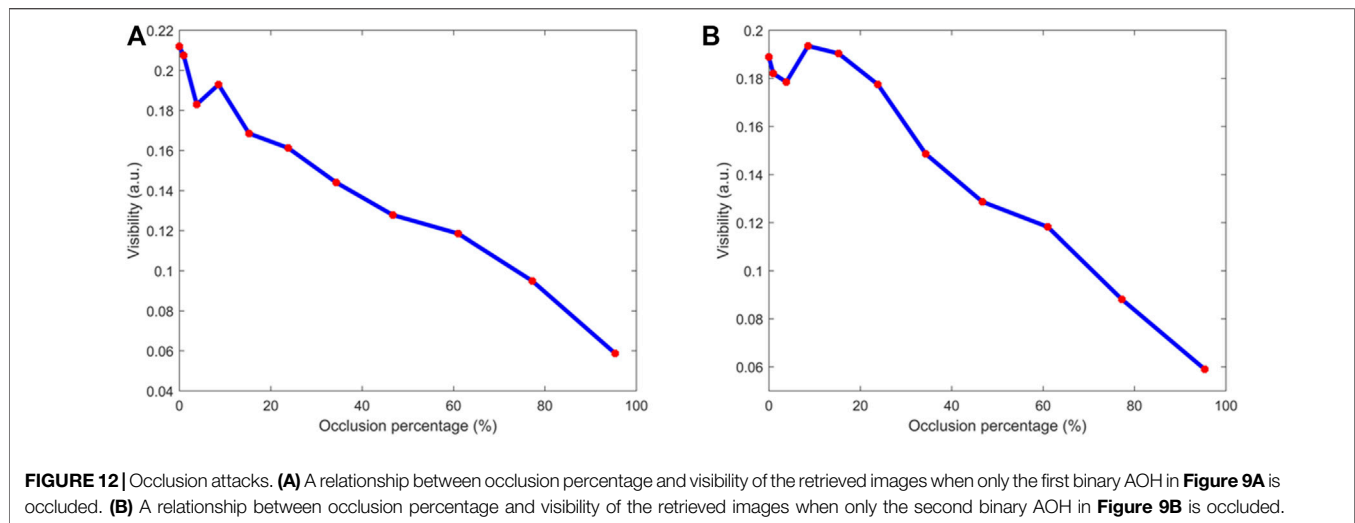 A
B
0.22
0.2
0.18
0.16
0.14
0.12
0.1
0.08
0.06
0.04
Visibility (a.u.)
0 20 40 60 80 100
Occlusion percentage (%)
0.2
0.18
0.16
0.14
0.12
0.1
0.08
0.06
Visibility (a.u.)
0 20 40 60 80 100
Occlusion percentage (%)
FIGURE 12 | Occlusion attacks. (A) A relationship between occlusion percentage and visibility of the retrieved images when only the first binary AOH in Figure 9A is
occluded. (B) A relationship between occlusion percentage and visibility of the retrieved images when only the second binary AOH in Figure 9B is occluded.